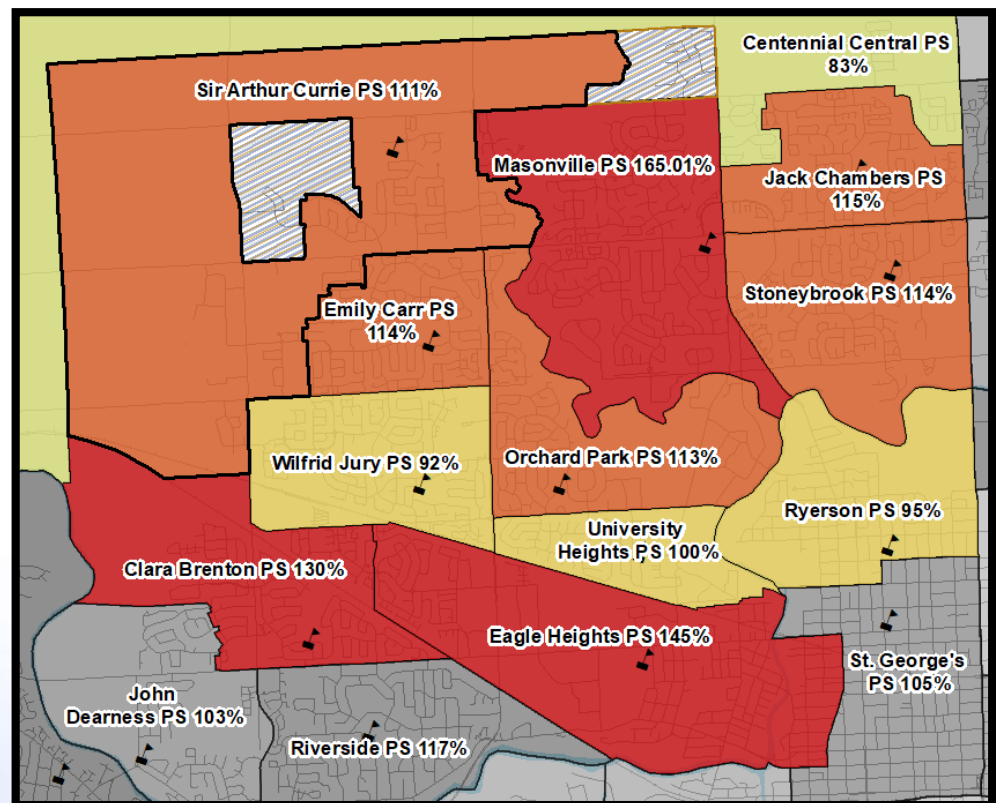 Centennial Central PS
83%
Sir Arthur Currie PS 111%
Masonville PS 165.01%
Jack Chambers PS
115%
Stoneybrook PS 114%
Emily Carr PS
114%
Wilfrid Jury PS 92%
Orchard Park PS 113%
Ryerson PS 95%
University
Heights PS 100%
Clara Brenton PS 130%
Eagle Heights PS 145%
St. George's
PS 105%
John
Dearness PS 103%
Riverside PS 117%